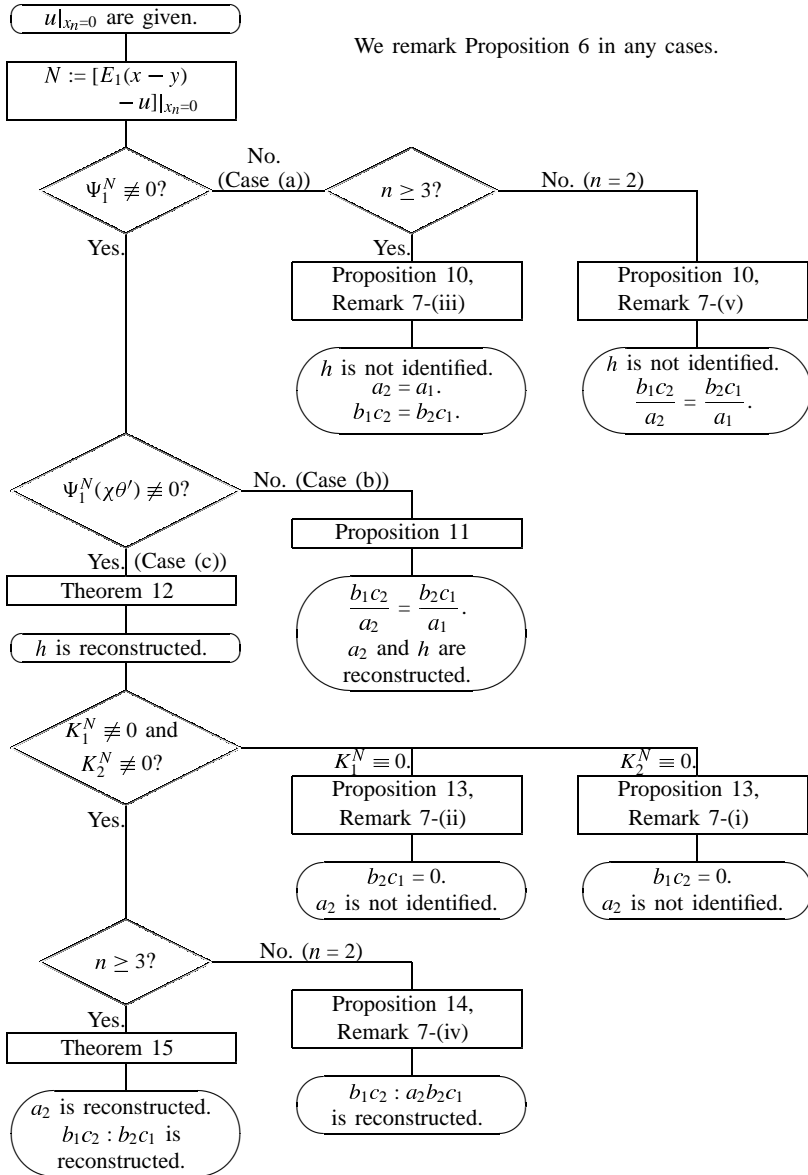 u|ₓₙ₌₀ are given.
We remark Proposition 6 in any cases.
N := [E₁(x − y)
− u]|ₓₙ₌₀
Ψ₁ᴺ ≢ 0?
No.
(Case (a))
n ≥ 3?
No. (n = 2)
Yes.
Yes.
Proposition 10,
Remark 7-(iii)
Proposition 10,
Remark 7-(v)
h is not identified.
a₂ = a₁.
b₁c₂ = b₂c₁.
h is not identified.
b₁c₂/a₂ = b₂c₁/a₁.
Ψ₁ᴺ(χθ′) ≢ 0?
No. (Case (b))
Proposition 11
Yes. (Case (c))
Theorem 12
b₁c₂/a₂ = b₂c₁/a₁.
a₂ and h are
reconstructed.
h is reconstructed.
K₁ᴺ ≢ 0 and
K₂ᴺ ≢ 0?
K₁ᴺ ≡ 0.
K₂ᴺ ≡ 0.
Yes.
Proposition 13,
Remark 7-(ii)
Proposition 13,
Remark 7-(i)
b₂c₁ = 0.
a₂ is not identified.
b₁c₂ = 0.
a₂ is not identified.
n ≥ 3?
No. (n = 2)
Yes.
Proposition 14,
Remark 7-(iv)
Theorem 15
b₁c₂ : a₂b₂c₁
is reconstructed.
a₂ is reconstructed.
b₁c₂ : b₂c₁ is
reconstructed.